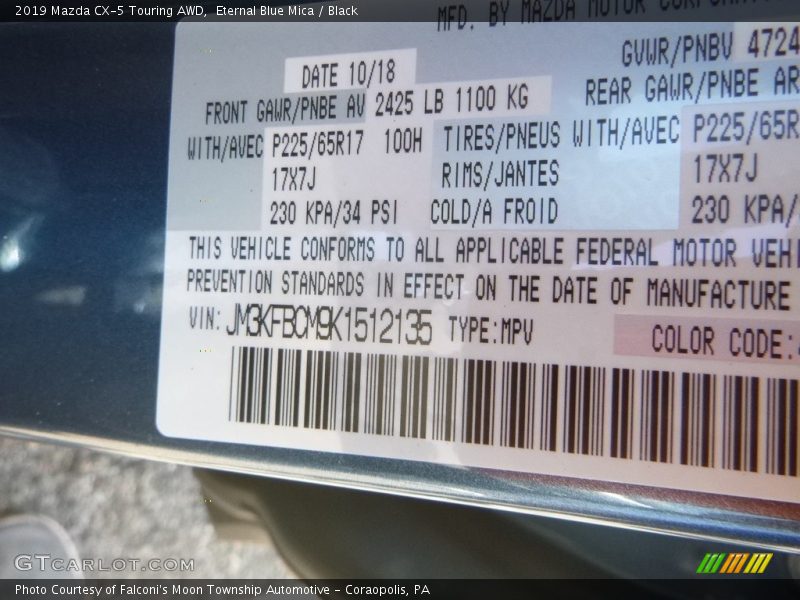 2019 Mazda CX-5 Touring AWD,  Eternal Blue Mica / Black
MFD. BY MAZDA MOTOR
GVWR/PNBV 4724
DATE 10/18
FRONT GAWR/PNBE AV 2425 LB 1100 KG
REAR GAWR/PNBE AR
WITH/AVEC P225/65R17 100H TIRES/PNEUS WITH/AVEC P225/65R
17X7J RIMS/JANTES 17X7J
230 KPA/34 PSI COLD/A FROID 230 KPA/
THIS VEHICLE CONFORMS TO ALL APPLICABLE FEDERAL MOTOR VEHI
PREVENTION STANDARDS IN EFFECT ON THE DATE OF MANUFACTURE
VIN: JM3KFBCM9K1512135 TYPE:MPV
COLOR CODE:
GTCARLOT.COM
Photo Courtesy of Falconi's Moon Township Automotive - Coraopolis, PA